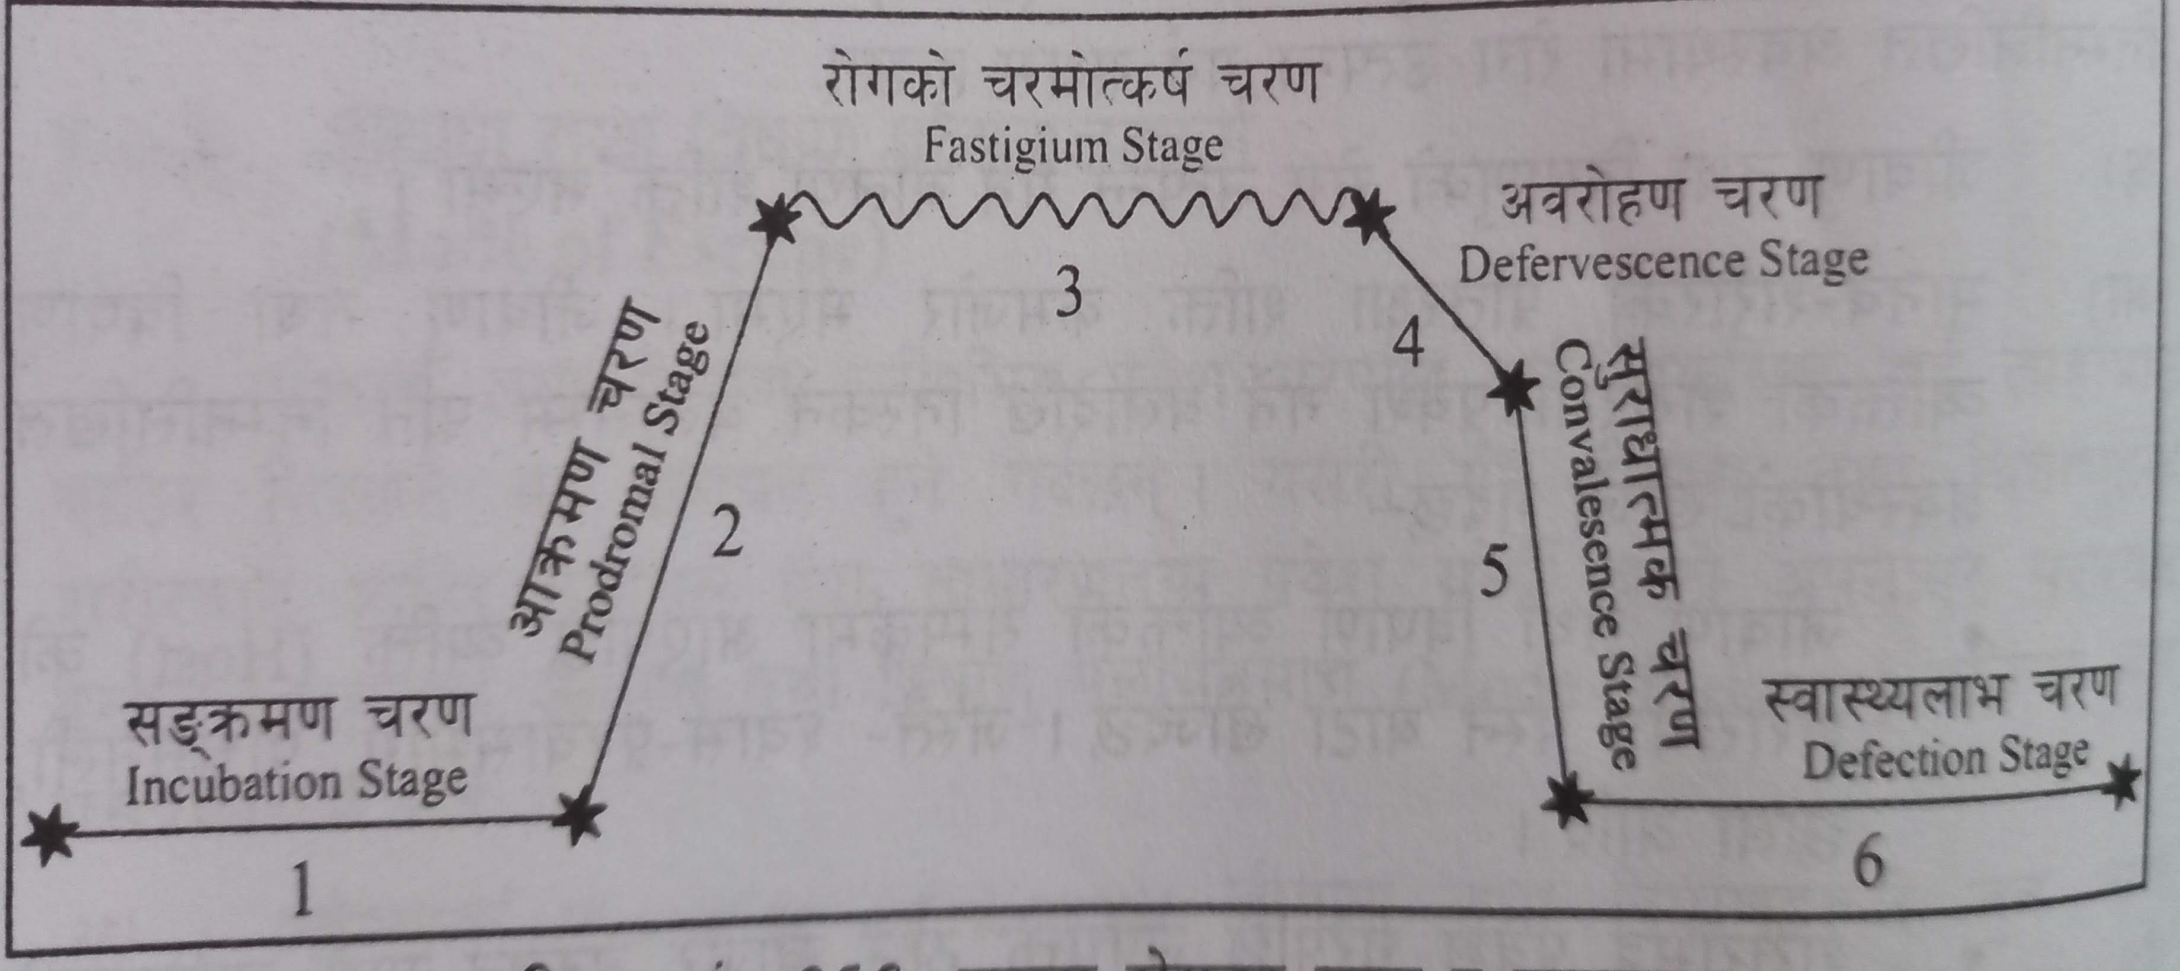 रोगको चरमोत्कर्ष चरण
Fastigium Stage
अवरोहण चरण
Defervescence Stage
3
4
आक्रमण चरण
Prodromal Stage
2
5
सुराधात्मक चरण
Convalesence Stage
सङ्क्रमण चरण
Incubation Stage
1
स्वास्थ्यलाभ चरण
Defection Stage
6